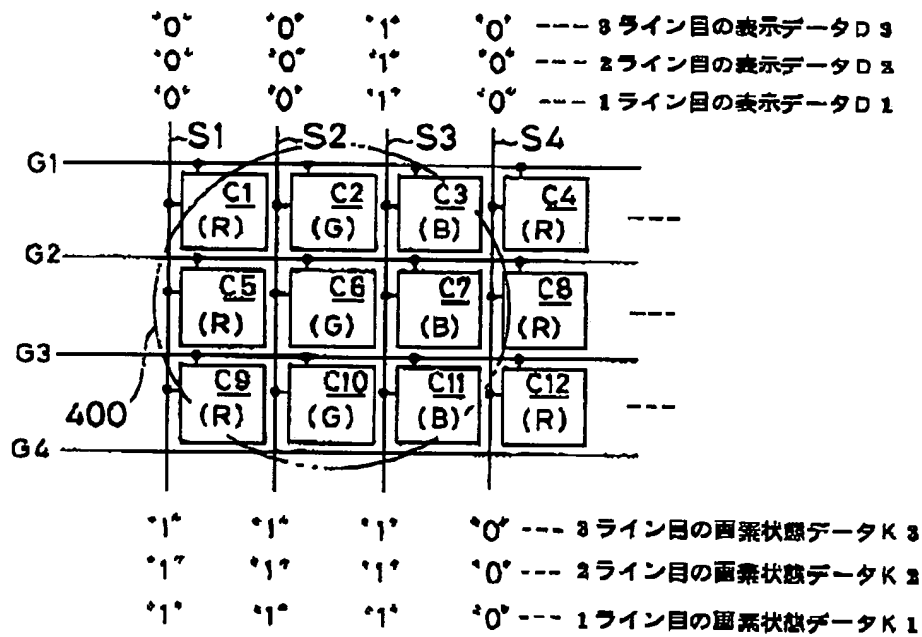 "0" "0" "1" "0" --- 3ライン目の表示データD3
"0" "0" "1" "0" --- 2ライン目の表示データD2
"0" "0" "1" "0" --- 1ライン目の表示データD1
S1 S2 S3 S4
G1
C1 C2 C3 C4
(R) (G) (B) (R) ---
G2
C5 C6 C7 C8
(R) (G) (B) (R) ---
G3
C9 C10 C11 C12
(R) (G) (B) (R) ---
400
G4
"1" "1" "1" "0" --- 3ライン目の画素状態データK3
"1" "1" "1" "0" --- 2ライン目の画素状態データK2
"1" "1" "1" "0" --- 1ライン目の画素状態データK1